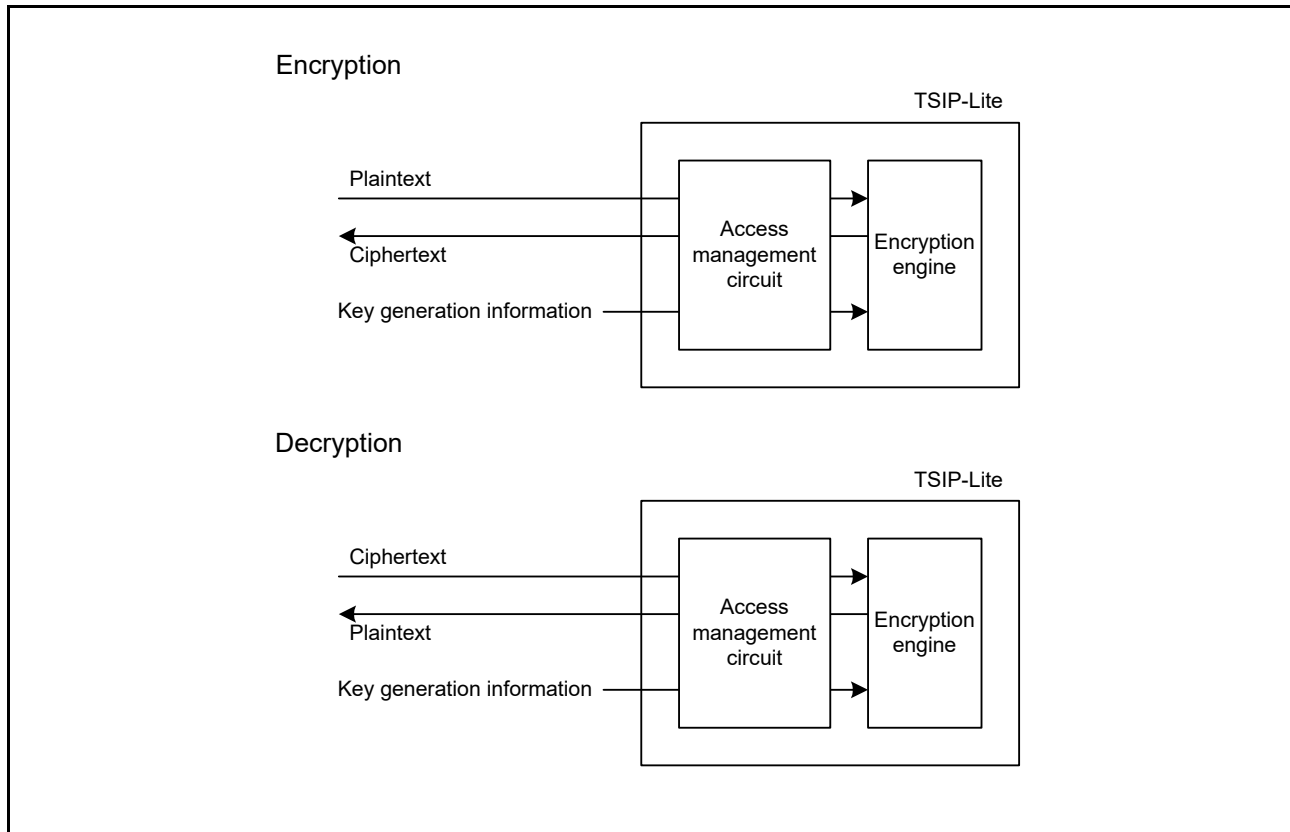 Encryption
TSIP-Lite
Plaintext
Ciphertext
Key generation information
Access
management
circuit
Encryption
engine
Decryption
TSIP-Lite
Ciphertext
Plaintext
Key generation information
Access
management
circuit
Encryption
engine